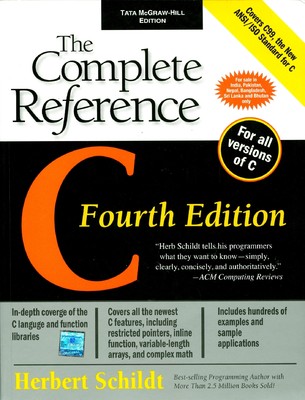 TATA McGRAW-HILL
EDITION
Covers C99, the New
ANSI/ISO Standard for C
The
Complete
Reference
For sale in
India, Pakistan,
Nepal, Bangladesh,
Sri Lanka and Bhutan
only
For all
versions
of C
C
Fourth Edition
"Herb Schildt tells his programmers
what they want to know—simply,
clearly, concisely, and authoritatively."
—ACM Computing Reviews
In-depth coverge of the
C languge and function
libraries
Covers all the newest
C features, including
restricted pointers, inline
function, variable-length
arrays, and complex math
Includes hundreds of
examples and
sample
applications
Herbert Schildt
Best-selling Programming Author with
More Than 2.5 Million Books Sold!